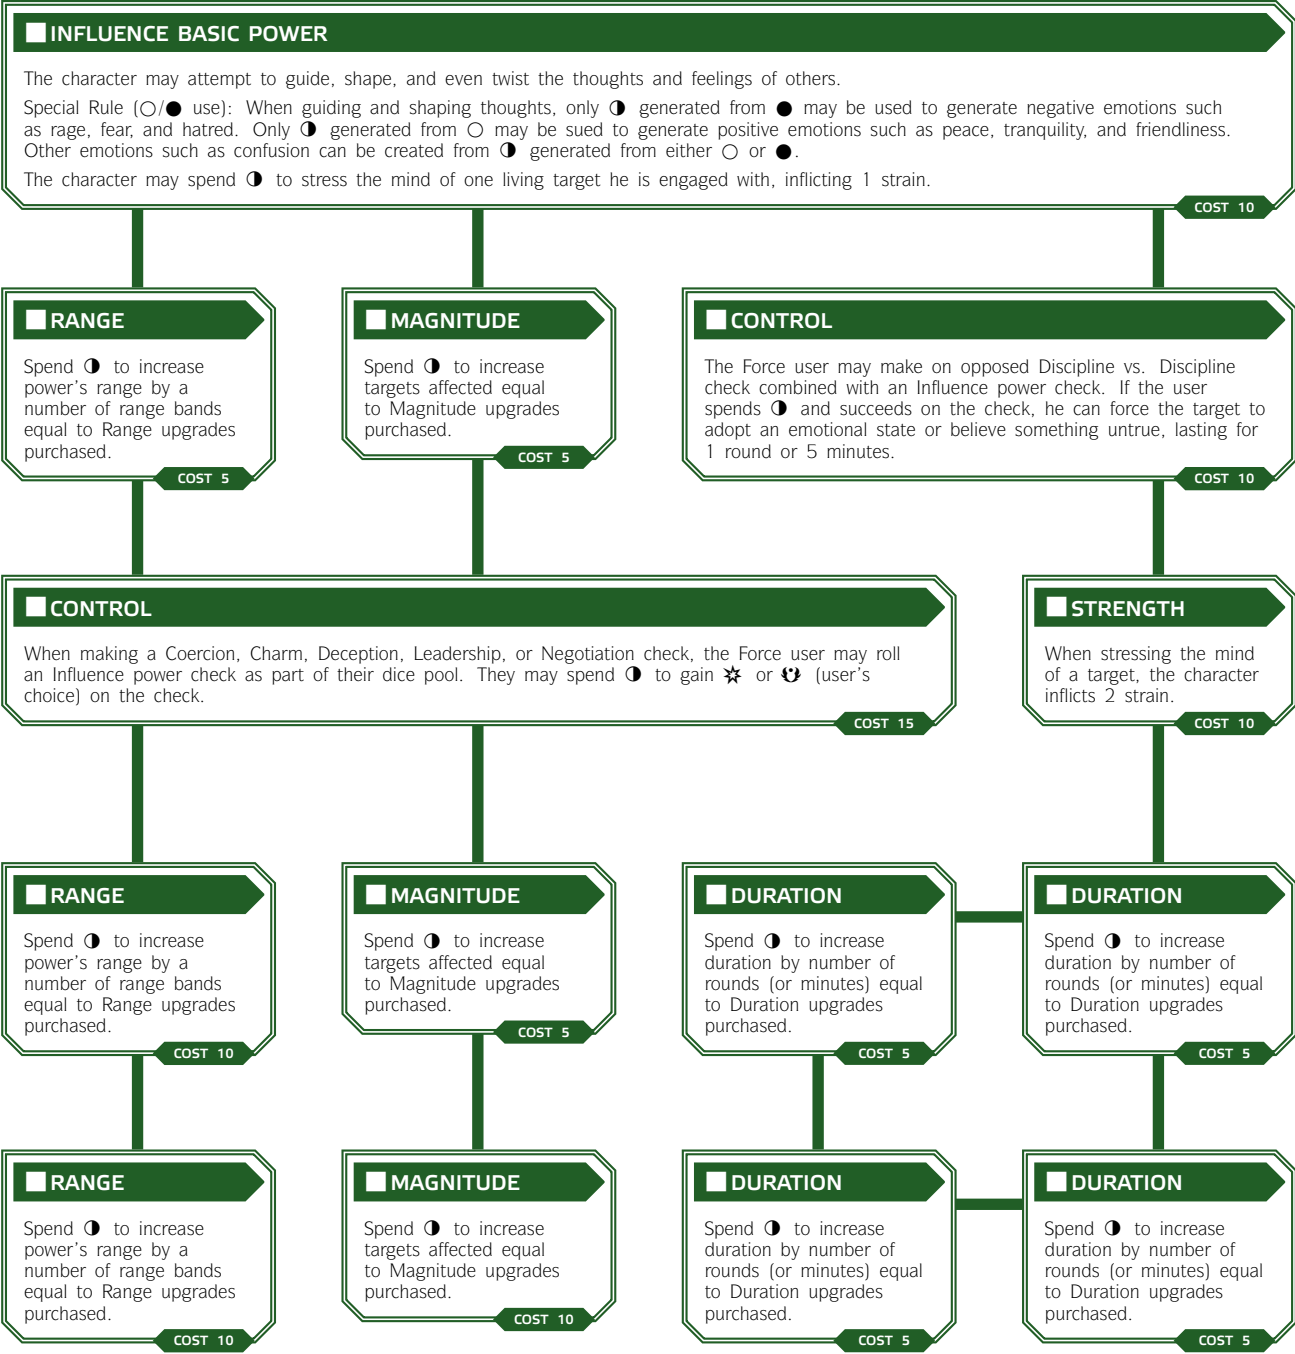 INFLUENCE BASIC POWER
The character may attempt to guide, shape, and even twist the thoughts and feelings of others.
Special Rule (○/● use): When guiding and shaping thoughts, only ◑ generated from ● may be used to generate negative emotions such
as rage, fear, and hatred. Only ◑ generated from ○ may be sued to generate positive emotions such as peace, tranquility, and friendliness.
Other emotions such as confusion can be created from ◑ generated from either ○ or ●.
The character may spend ◑ to stress the mind of one living target he is engaged with, inflicting 1 strain.
COST 10
RANGE
Spend ◑ to increase
power's range by a
number of range bands
equal to Range upgrades
purchased.
COST 5
MAGNITUDE
Spend ◑ to increase
targets affected equal
to Magnitude upgrades
purchased.
COST 5
CONTROL
The Force user may make on opposed Discipline vs. Discipline
check combined with an Influence power check. If the user
spends ◑ and succeeds on the check, he can force the target to
adopt an emotional state or believe something untrue, lasting for
1 round or 5 minutes.
COST 10
CONTROL
When making a Coercion, Charm, Deception, Leadership, or Negotiation check, the Force user may roll
an Influence power check as part of their dice pool. They may spend ◑ to gain or (user's
choice) on the check.
COST 15
STRENGTH
When stressing the mind
of a target, the character
inflicts 2 strain.
COST 10
RANGE
Spend ◑ to increase
power's range by a
number of range bands
equal to Range upgrades
purchased.
COST 10
MAGNITUDE
Spend ◑ to increase
targets affected equal
to Magnitude upgrades
purchased.
COST 5
DURATION
Spend ◑ to increase
duration by number of
rounds (or minutes) equal
to Duration upgrades
purchased.
COST 5
DURATION
Spend ◑ to increase
duration by number of
rounds (or minutes) equal
to Duration upgrades
purchased.
COST 5
RANGE
Spend ◑ to increase
power's range by a
number of range bands
equal to Range upgrades
purchased.
COST 10
MAGNITUDE
Spend ◑ to increase
targets affected equal
to Magnitude upgrades
purchased.
COST 10
DURATION
Spend ◑ to increase
duration by number of
rounds (or minutes) equal
to Duration upgrades
purchased.
COST 5
DURATION
Spend ◑ to increase
duration by number of
rounds (or minutes) equal
to Duration upgrades
purchased.
COST 5